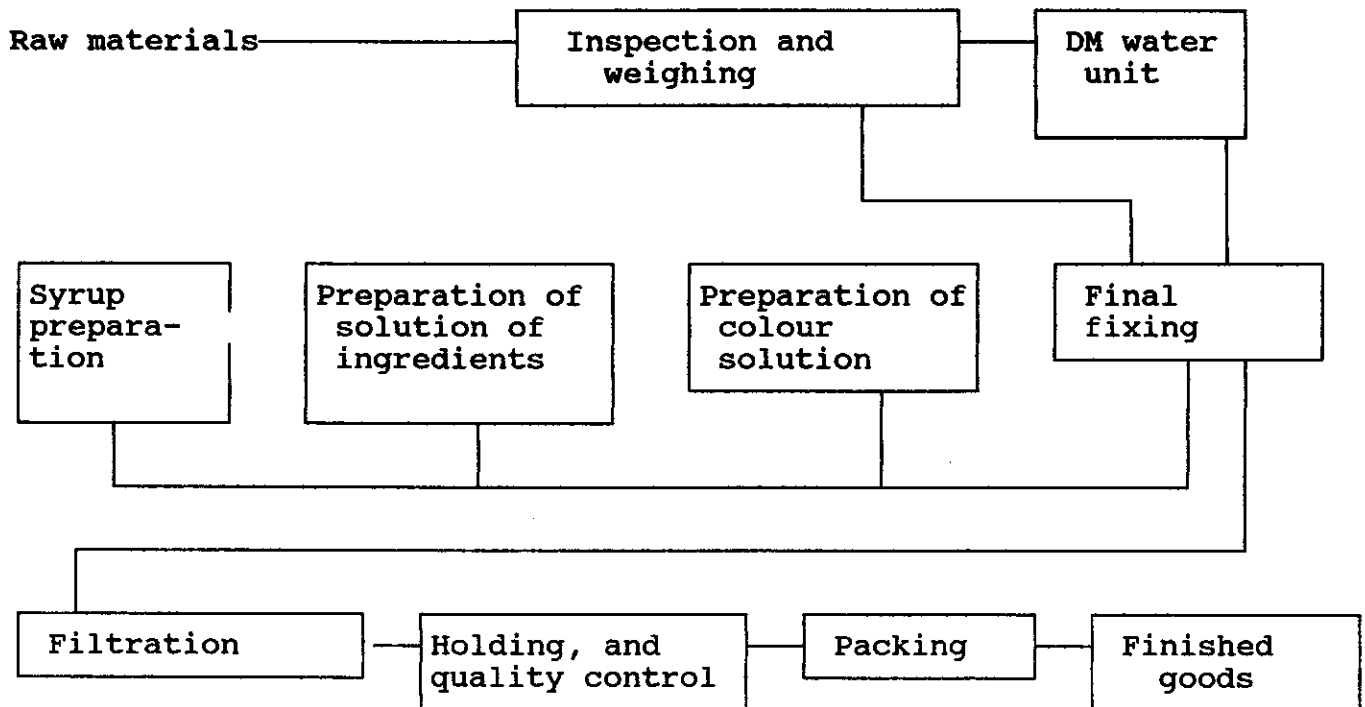 Raw materials
Inspection and
weighing
DM water
unit
Syrup
prepara-
tion
Preparation of
solution of
ingredients
Preparation of
colour
solution
Final
fixing
Filtration
Holding, and
quality control
Packing
Finished
goods